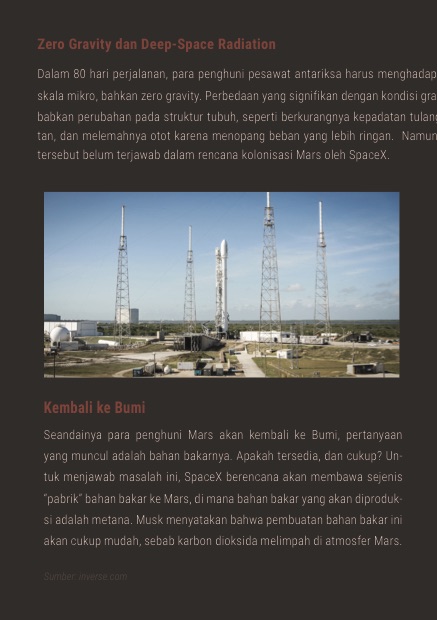 Zero Gravity dan Deep-Space Radiation
Dalam 80 hari perjalanan, para penghuni pesawat antariksa harus menghadap
skala mikro, bahkan zero gravity. Perbedaan yang signifikan dengan kondisi gra
babkan perubahan pada struktur tubuh, seperti berkurangnya kepadatan tulang
tan, dan melemahnya otot karena menopang beban yang lebih ringan. Namun
tersebut belum terjawab dalam rencana kolonisasi Mars oleh SpaceX.
Kembali ke Bumi
Seandainya para penghuni Mars akan kembali ke Bumi, pertanyaan
yang muncul adalah bahan bakarnya. Apakah tersedia, dan cukup? Un-
tuk menjawab masalah ini, SpaceX berencana akan membawa sejenis
"pabrik" bahan bakar ke Mars, di mana bahan bakar yang akan diproduk-
si adalah metana. Musk menyatakan bahwa pembuatan bahan bakar ini
akan cukup mudah, sebab karbon dioksida melimpah di atmosfer Mars.
Sumber: inverse.com